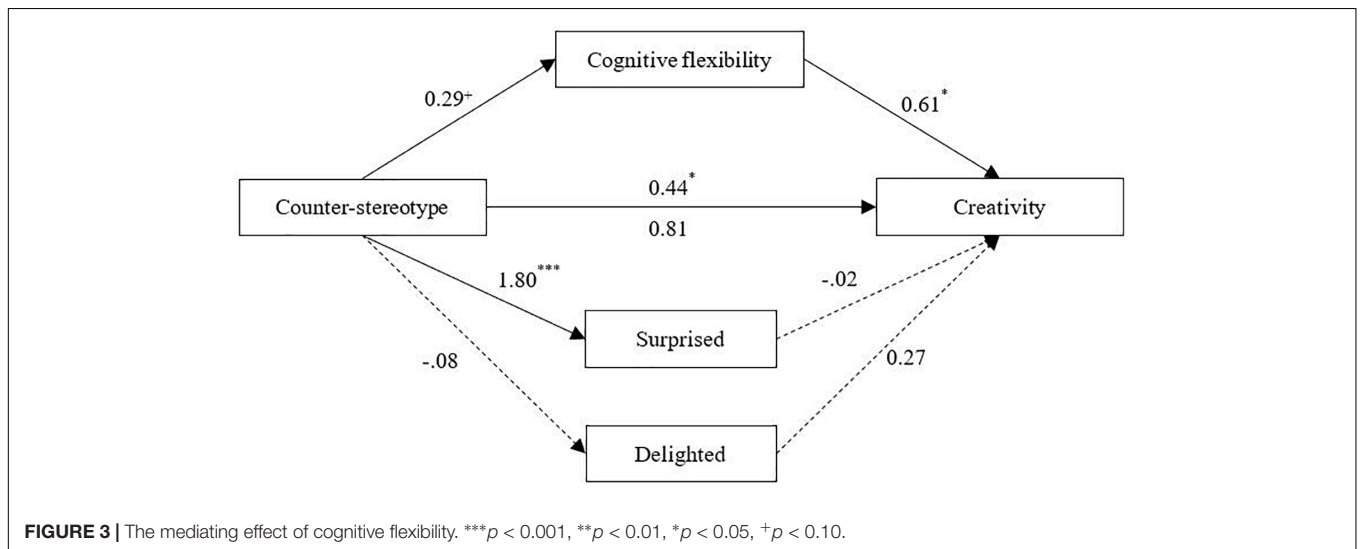 Cognitive flexibility
0.29+
0.61*
Counter-stereotype
0.44*
0.81
Creativity
1.80***
-.02
Surprised
-.08
0.27
Delighted
FIGURE 3 | The mediating effect of cognitive flexibility. ***p < 0.001, **p < 0.01, *p < 0.05, +p < 0.10.